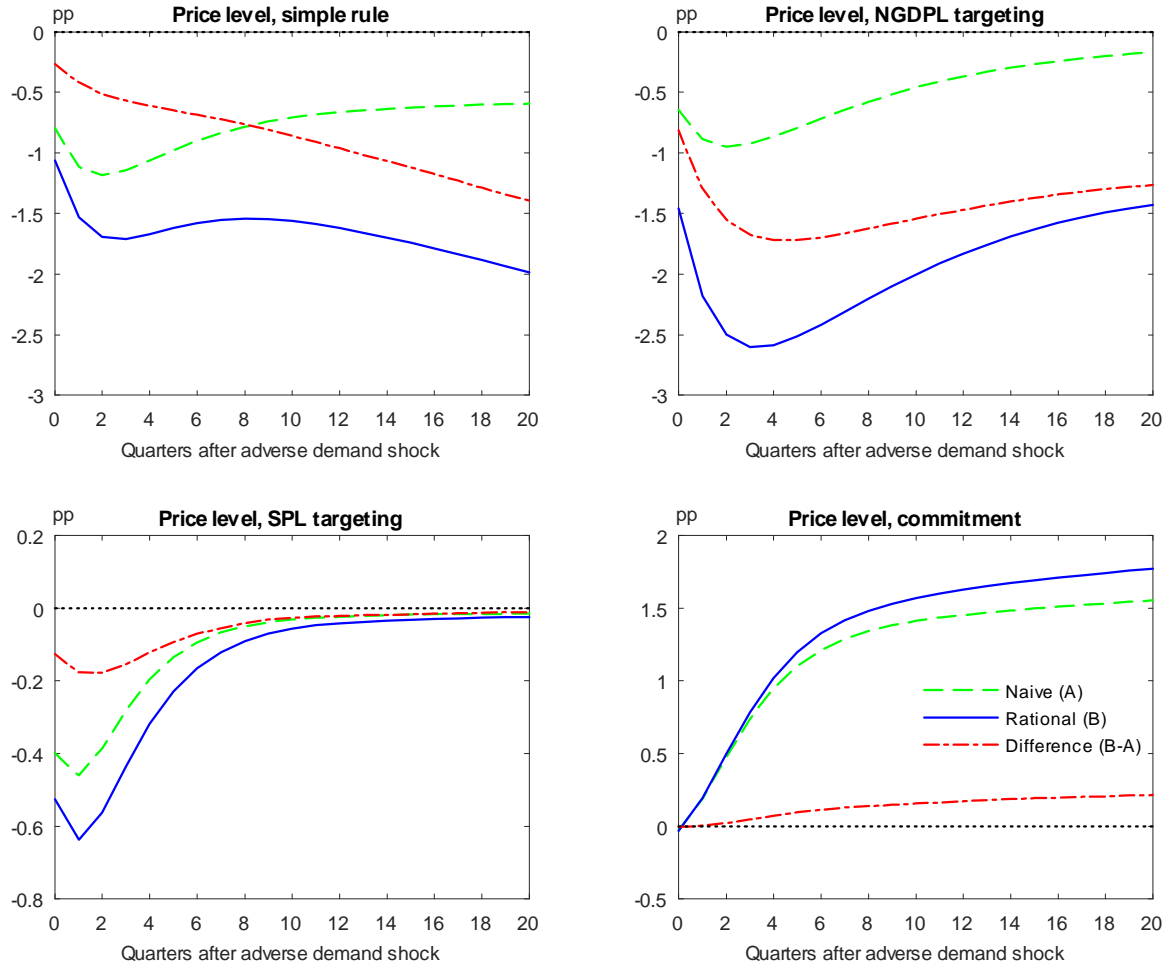 pp
Price level, simple rule
0
-0.5
-1
-1.5
-2
-2.5
-3
0 2 4 6 8 10 12 14 16 18 20
Quarters after adverse demand shock
pp
Price level, NGDPL targeting
0
-0.5
-1
-1.5
-2
-2.5
-3
0 2 4 6 8 10 12 14 16 18 20
Quarters after adverse demand shock
pp
Price level, SPL targeting
0.2
0
-0.2
-0.4
-0.6
-0.8
0 2 4 6 8 10 12 14 16 18 20
Quarters after adverse demand shock
pp
Price level, commitment
2
1.5
1
0.5
0
-0.5
Naive (A)
Rational (B)
Difference (B-A)
0 2 4 6 8 10 12 14 16 18 20
Quarters after adverse demand shock